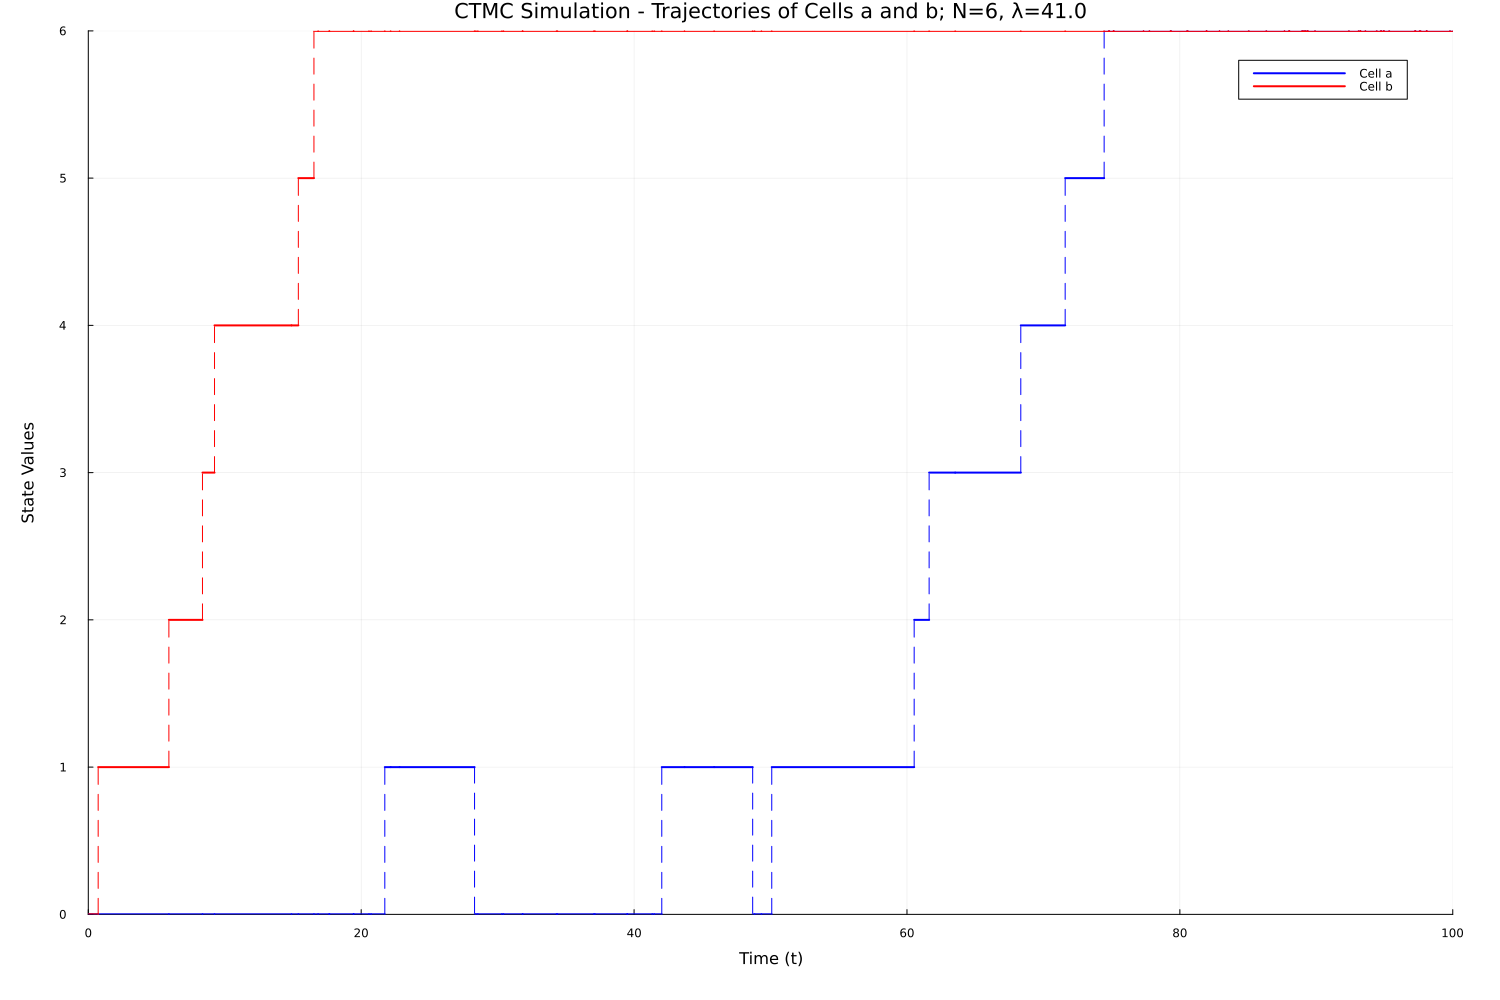 CTMC Simulation - Trajectories of Cells a and b; N=6, λ=41.0
6
Cell a
Cell b
5
4
3
2
1
0
0 20 40 60 80 100
State Values
Time (t)